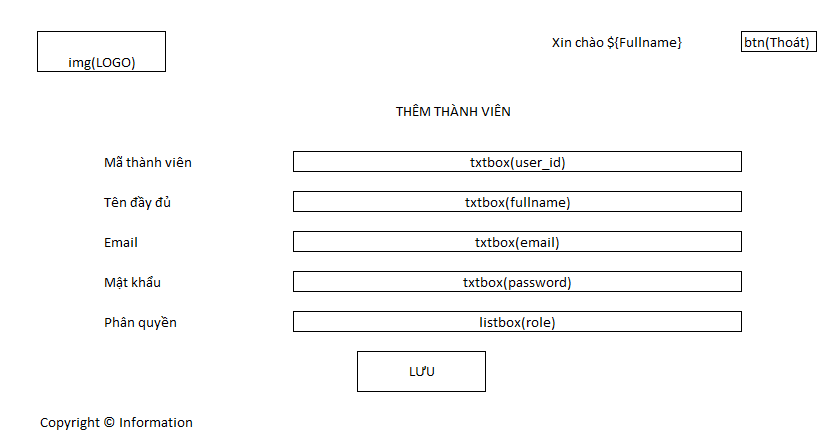 img(LOGO)
Xin chào ${Fullname}
btn(Thoát)
THÊM THÀNH VIÊN
Mã thành viên
txtbox(user_id)
Tên đầy đủ
txtbox(fullname)
Email
txtbox(email)
Mật khẩu
txtbox(password)
Phân quyền
listbox(role)
LƯU
Copyright © Information